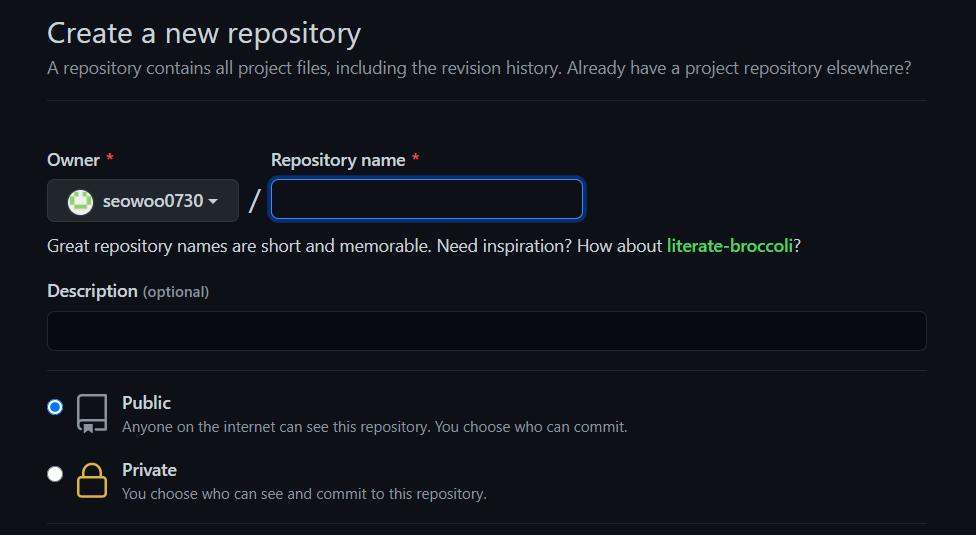 Create a new repository
A repository contains all project files, including the revision history. Already have a project repository elsewhere?
Owner * Repository name *
seowoo0730 /
Great repository names are short and memorable. Need inspiration? How about literate-broccoli?
Description (optional)
Public
Anyone on the internet can see this repository. You choose who can commit.
Private
You choose who can see and commit to this repository.